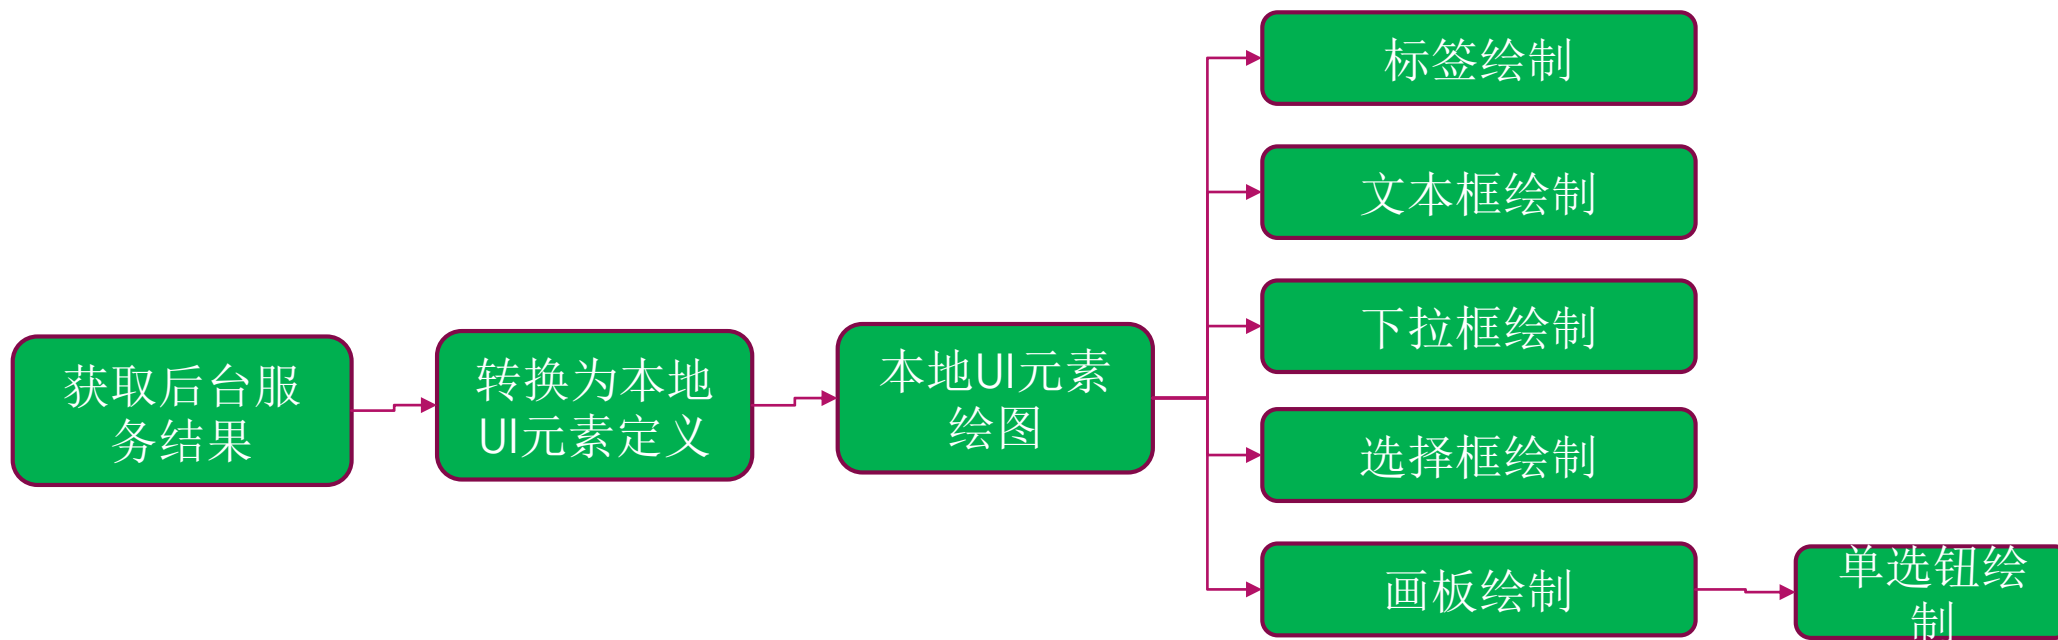 获取后台服
务结果
转换为本地
UI元素定义
本地UI元素
绘图
标签绘制
文本框绘制
下拉框绘制
选择框绘制
画板绘制
单选钮绘
制